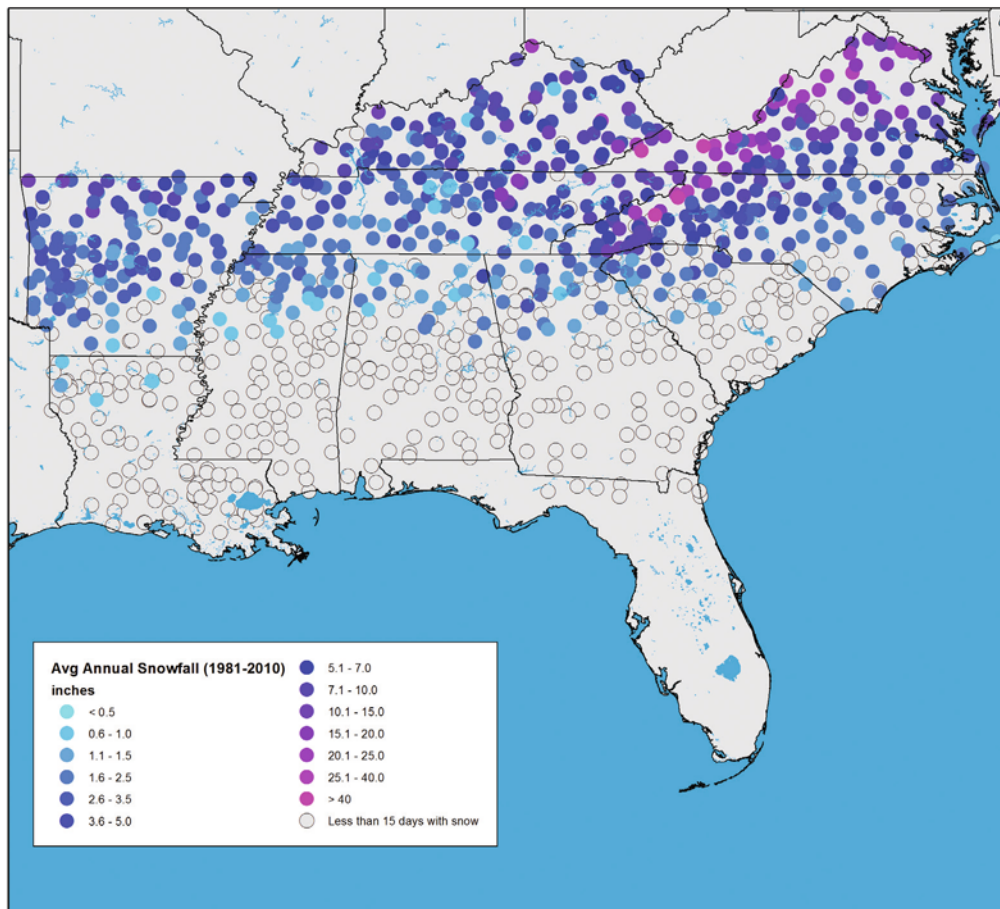 Avg Annual Snowfall (1981-2010)
inches
< 0.5
0.6 - 1.0
1.1 - 1.5
1.6 - 2.5
2.6 - 3.5
3.6 - 5.0
5.1 - 7.0
7.1 - 10.0
10.1 - 15.0
15.1 - 20.0
20.1 - 25.0
25.1 - 40.0
> 40
Less than 15 days with snow